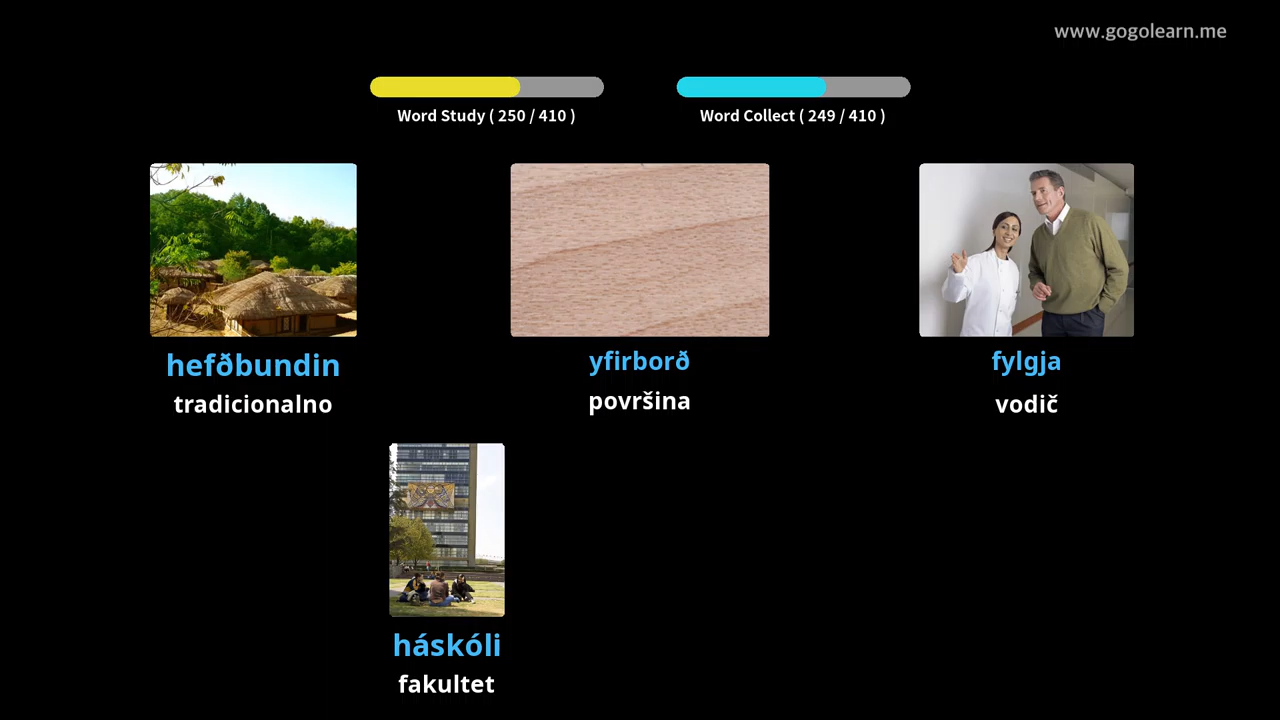 www.gogolearn.me
Word Study ( 250 / 410 )
Word Collect ( 249 / 410 )
hefðbundin
tradicionalno
yfirborð
površina
fylgja
vodič
háskóli
fakultet